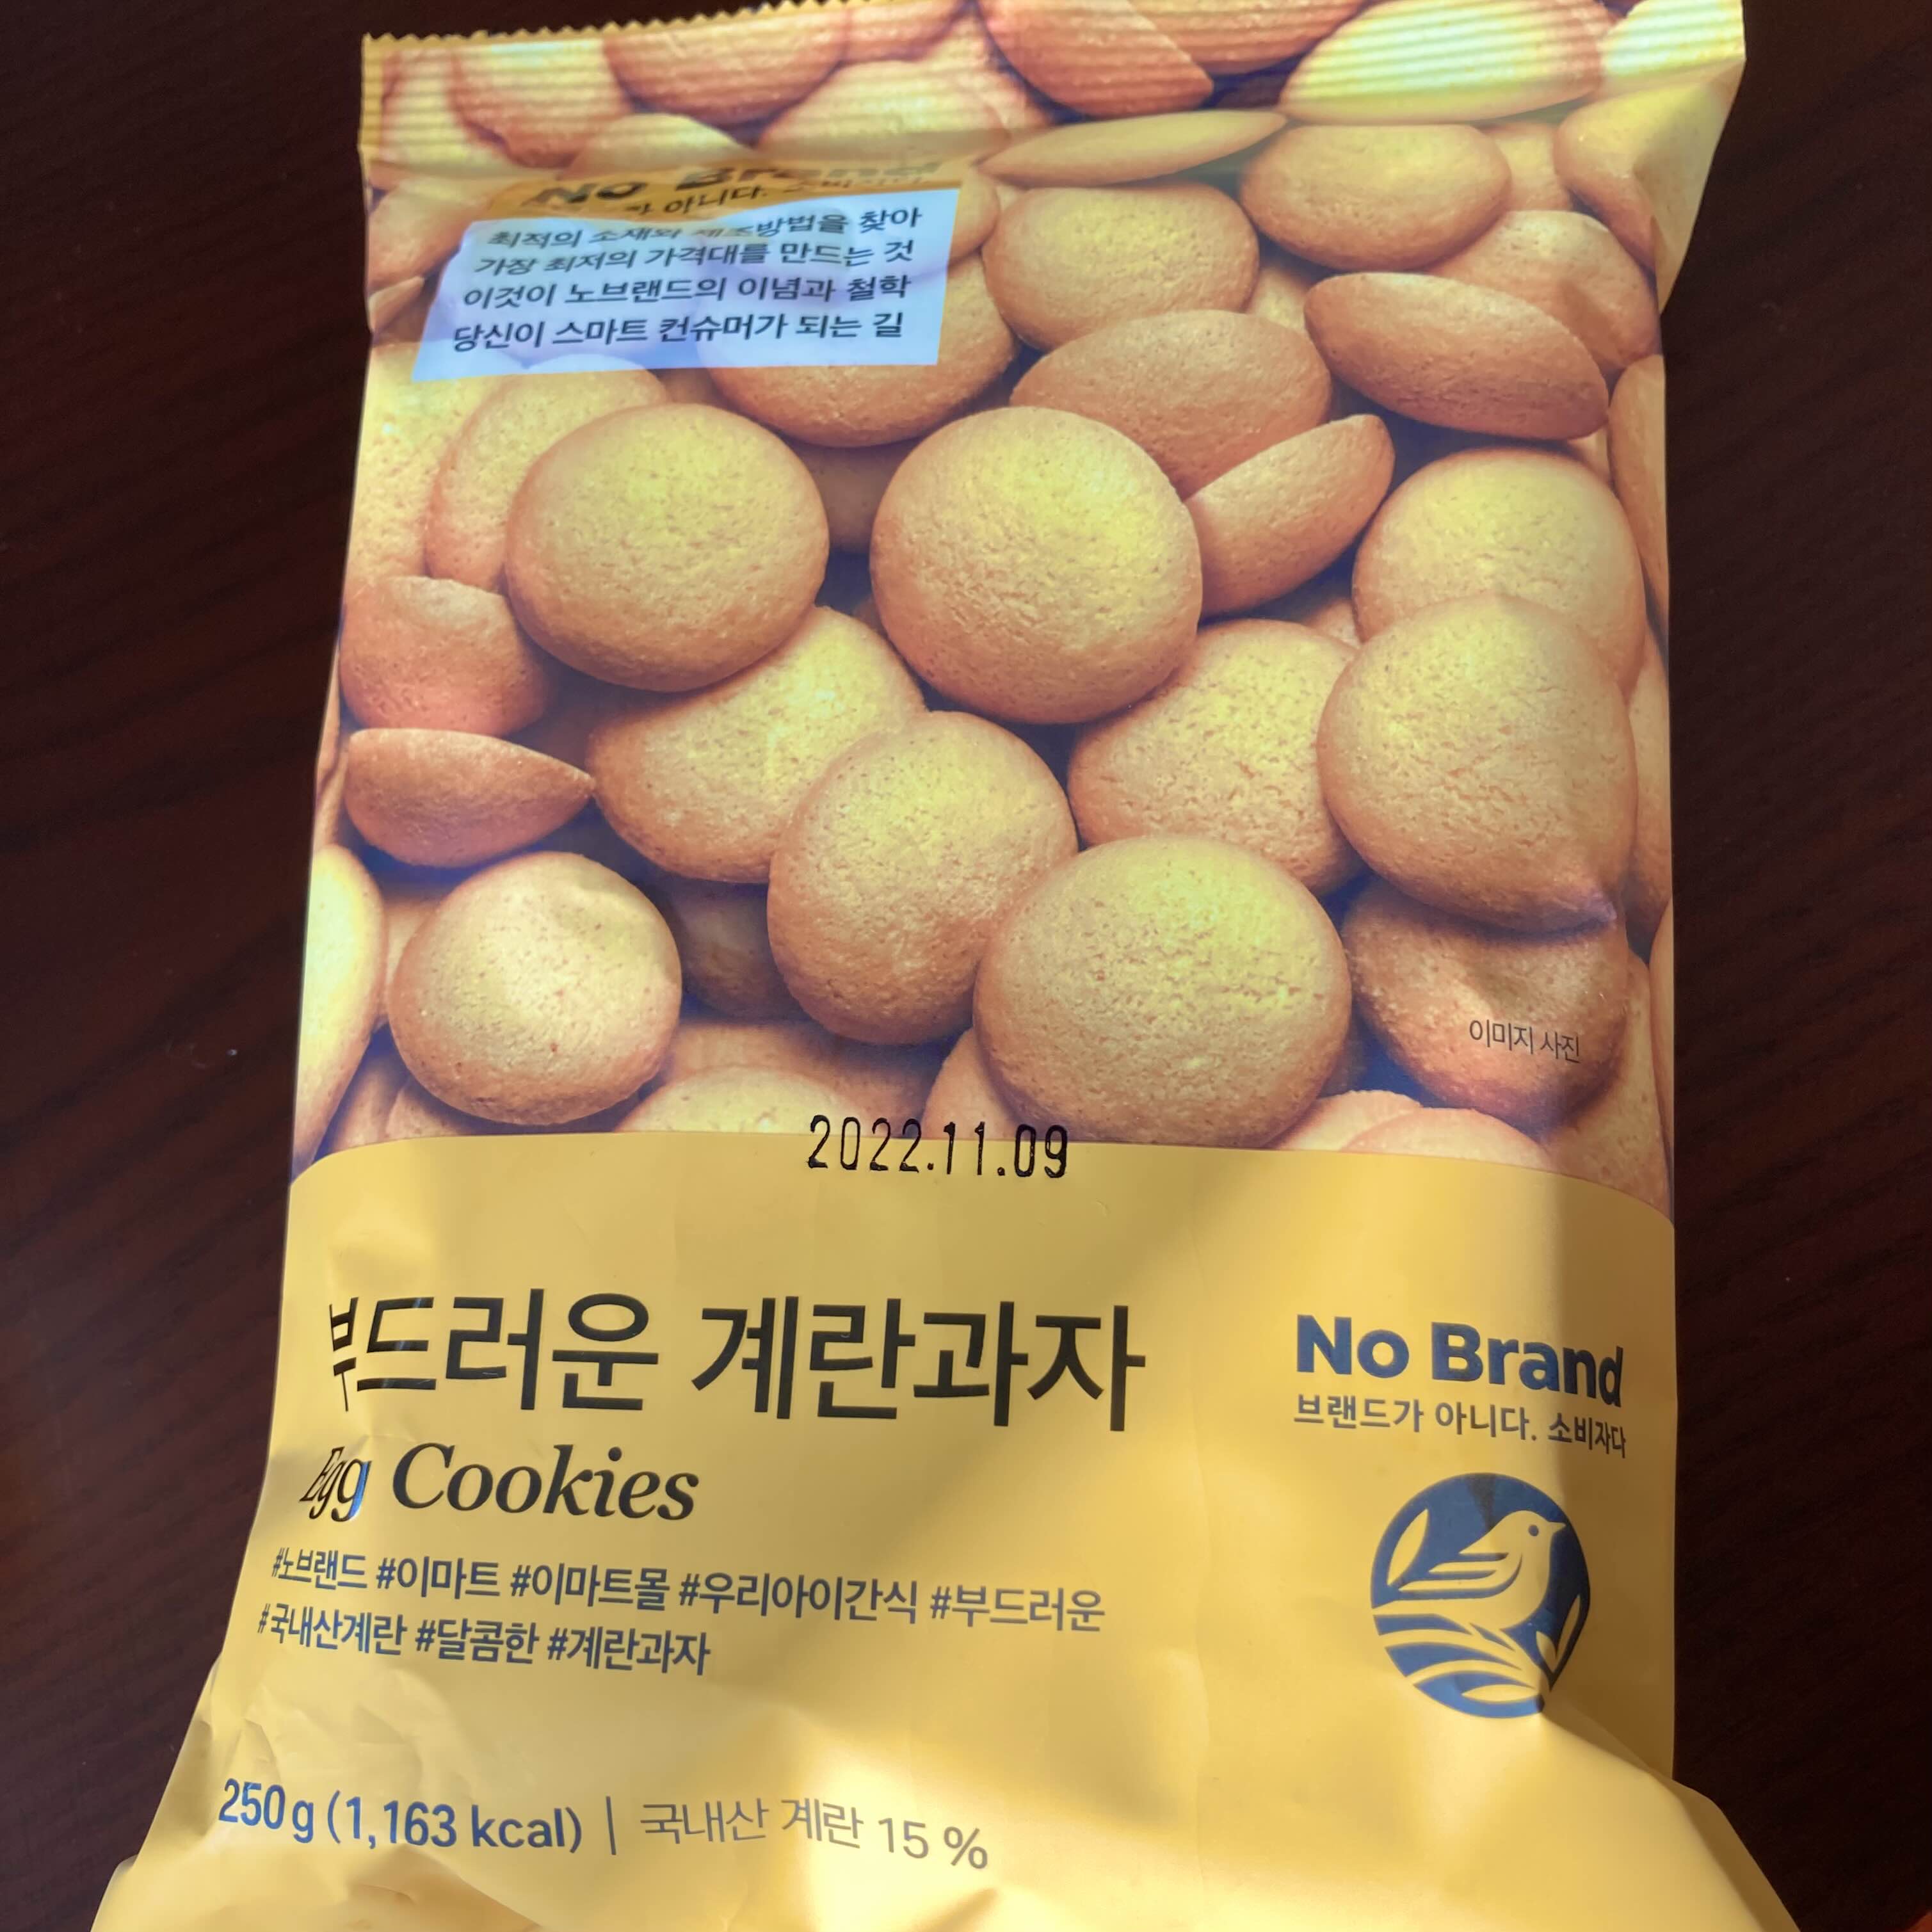 No Brand
아니다.
최적의 소재와 제조방법을 찾아
가장 최저의 가격대를 만드는 것
이것이 노브랜드의 이념과 철학
당신이 스마트 컨슈머가 되는 길
이미지 사진
2022.11.09
부드러운 계란과자
Egg Cookies
No Brand
브랜드가 아니다. 소비자다
#노브랜드 #이마트 #이마트몰 #우리아이간식 #부드러운
#국내산계란 #달콤한 #계란과자
250 g (1,163 kcal) | 국내산 계란 15 %